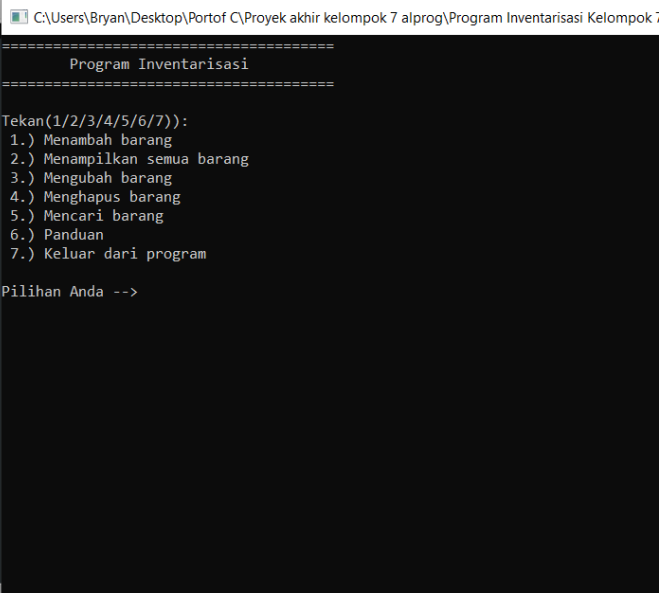 C:\Users\Bryan\Desktop\Portof C\Proyek akhir kelompok 7 alprog\Program Inventarisasi Kelompok 7
=======================================
Program Inventarisasi
=======================================
Tekan(1/2/3/4/5/6/7)):
1.) Menambah barang
2.) Menampilkan semua barang
3.) Mengubah barang
4.) Menghapus barang
5.) Mencari barang
6.) Panduan
7.) Keluar dari program
Pilihan Anda -->